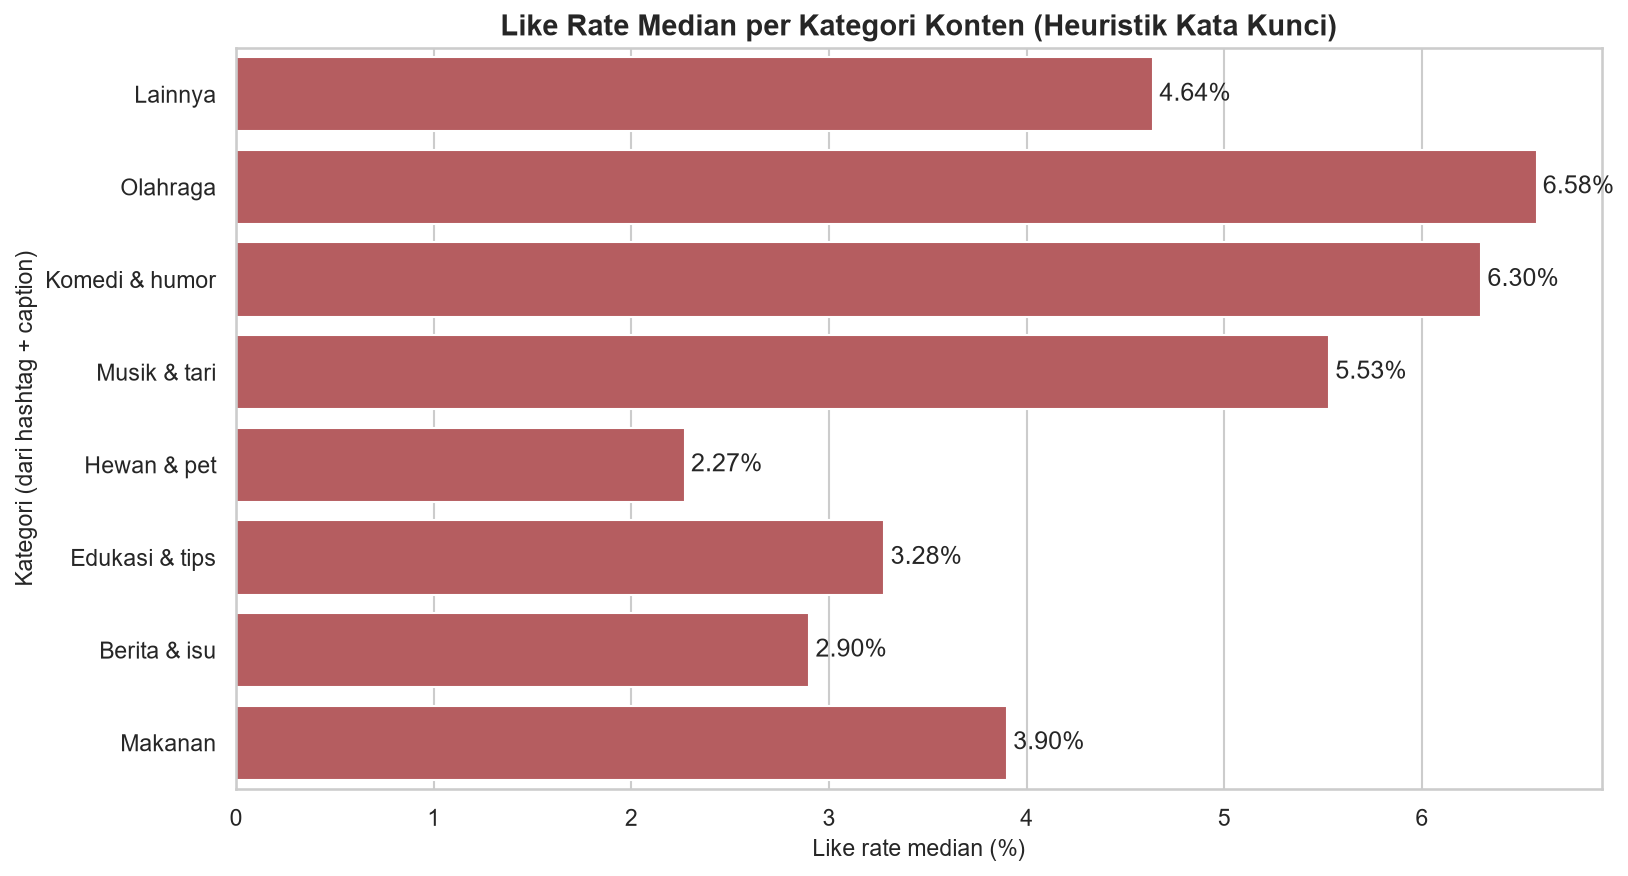 Like Rate Median per Kategori Konten (Heuristik Kata Kunci)
Kategori (dari hashtag + caption)
Lainnya 4.64%
Olahraga 6.58%
Komedi & humor 6.30%
Musik & tari 5.53%
Hewan & pet 2.27%
Edukasi & tips 3.28%
Berita & isu 2.90%
Makanan 3.90%
0 1 2 3 4 5 6
Like rate median (%)